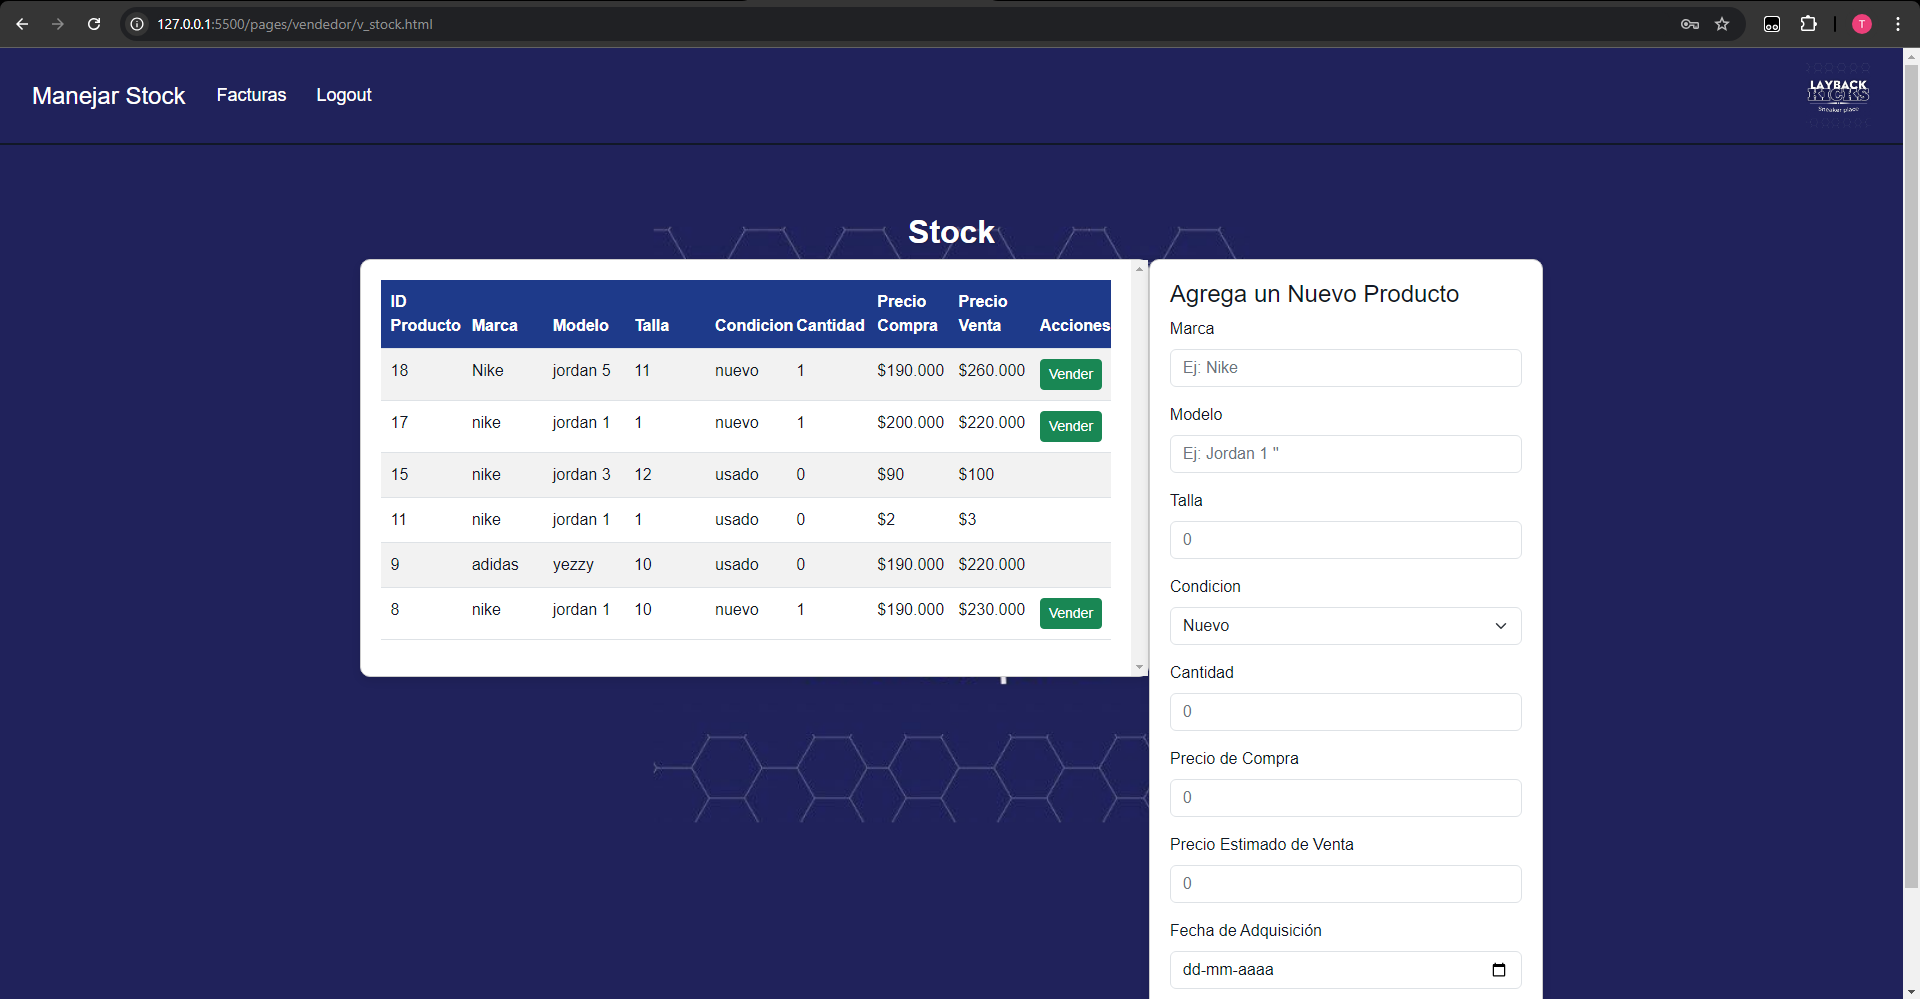 127.0.0.1:5500/pages/vendedor/v_stock.html
T
Manejar Stock
Facturas
Logout
LAYBACK
KICKS
Sneaker place
Stock
ID Producto Marca Modelo Talla Condicion Cantidad Precio Compra Precio Venta Acciones
18 Nike jordan 5 11 nuevo 1 $190.000 $260.000 Vender
17 nike jordan 1 1 nuevo 1 $200.000 $220.000 Vender
15 nike jordan 3 12 usado 0 $90 $100
11 nike jordan 1 1 usado 0 $2 $3
9 adidas yezzy 10 usado 0 $190.000 $220.000
8 nike jordan 1 10 nuevo 1 $190.000 $230.000 Vender
Agrega un Nuevo Producto
Marca
Ej: Nike
Modelo
Ej: Jordan 1 "
Talla
0
Condicion
Nuevo
Cantidad
0
Precio de Compra
0
Precio Estimado de Venta
0
Fecha de Adquisición
dd-mm-aaaa